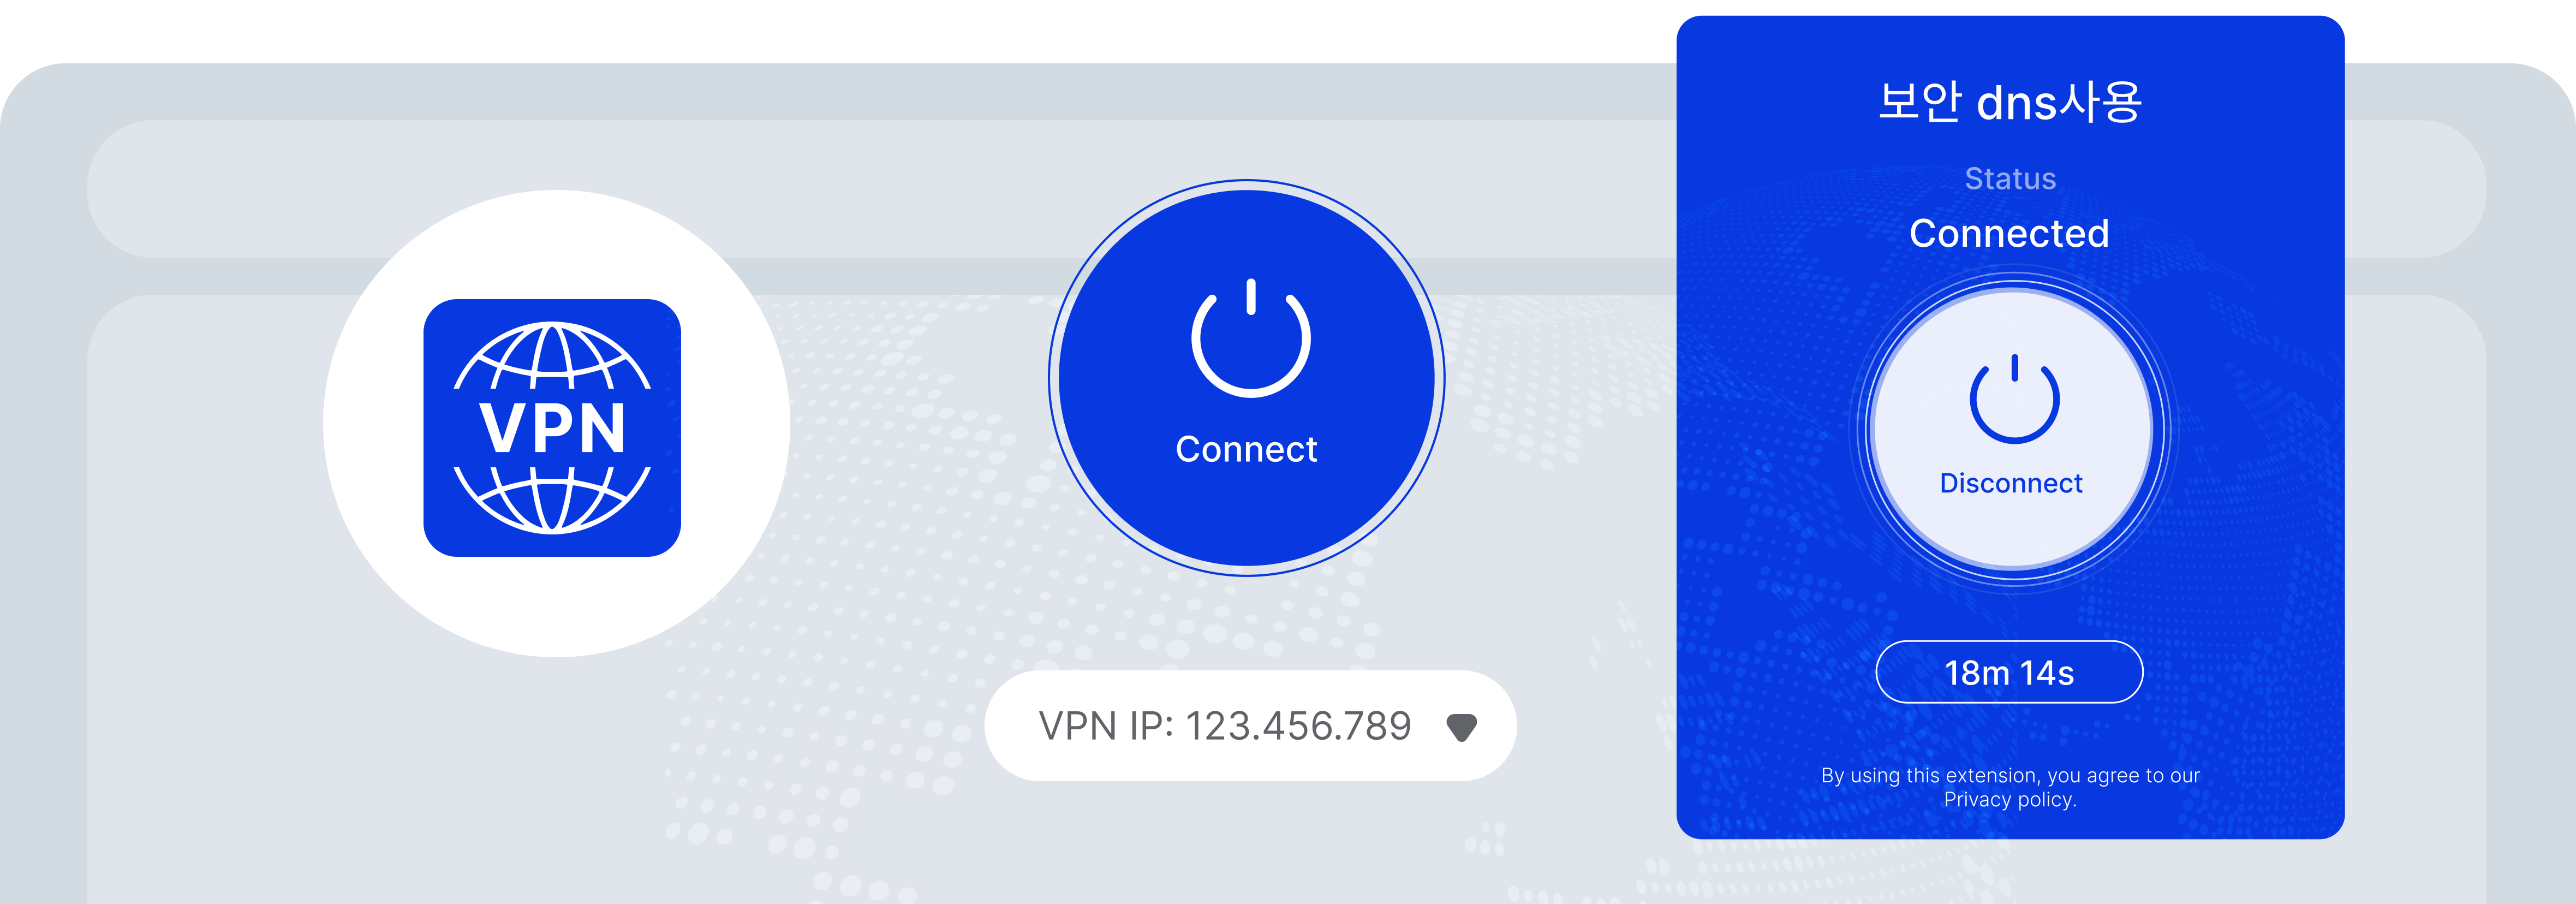 VPN
Connect
VPN IP: 123.456.789
보안 dns사용
Status
Connected
Disconnect
18m 14s
By using this extension, you agree to our
Privacy policy.